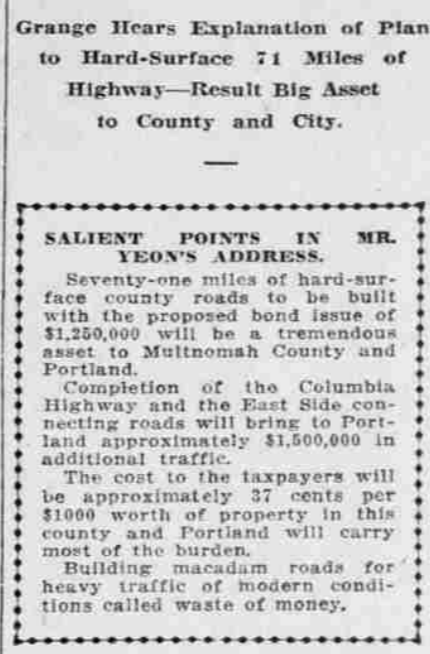 Grange Hears Explanation of Plan
to Hard-Surface 71 Miles of
Highway—Result Big Asset
to County and City.
SALIENT POINTS IN MR.
YEON'S ADDRESS.
Seventy-one miles of hard-sur-
face county roads to be built
with the proposed bond issue of
$1,250,000 will be a tremendous
asset to Multnomah County and
Portland.
Completion of the Columbia
Highway and the East Side con-
necting roads will bring to Port-
land approximately $1,500,000 in
additional traffic.
The cost to the taxpayers will
be approximately 37 cents per
$1000 worth of property in this
county and Portland will carry
most of the burden.
Building macadam roads for
heavy traffic of modern condi-
tions called waste of money.